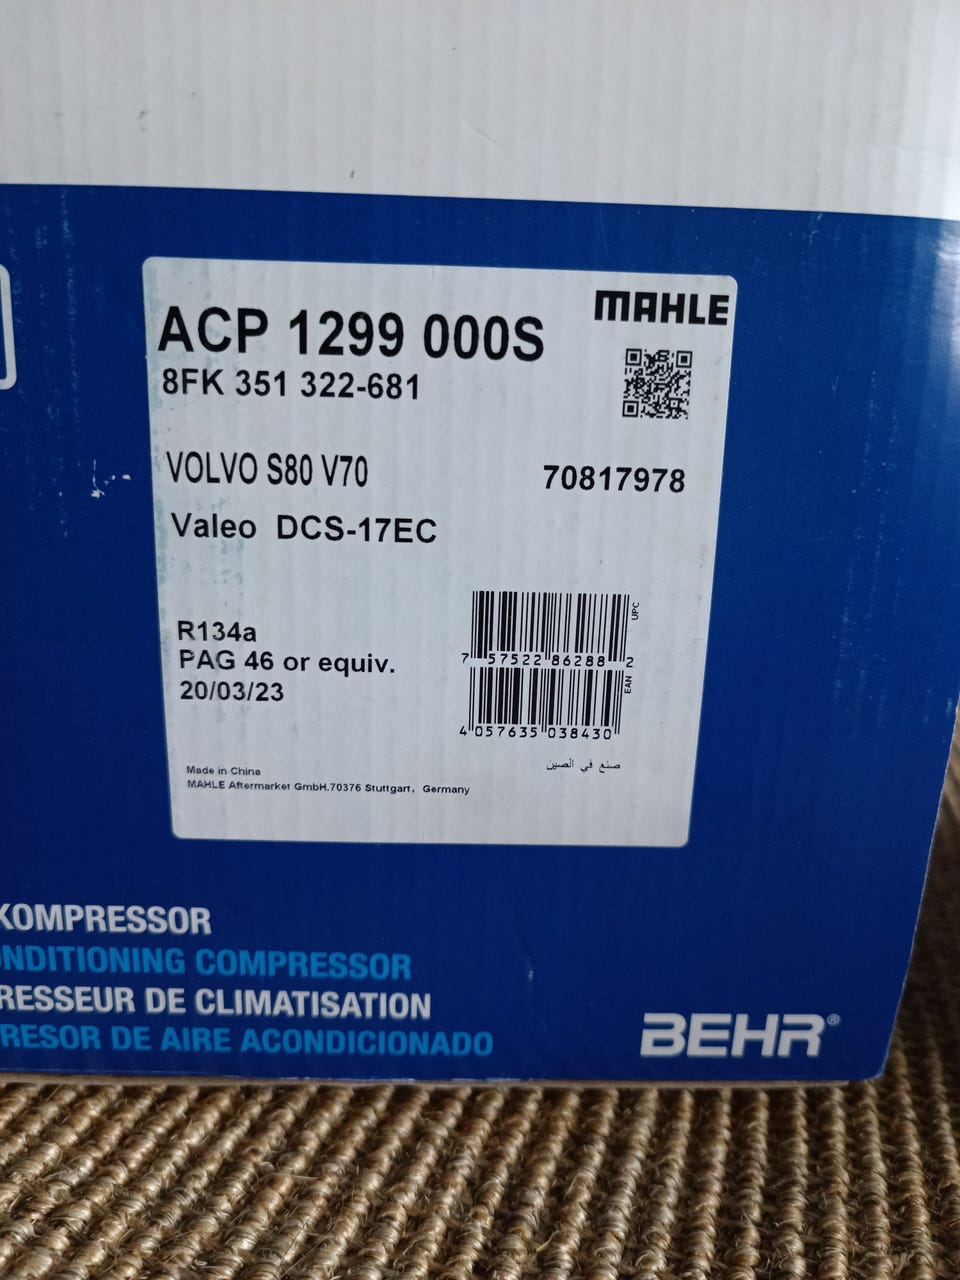 MAHLE
ACP 1299 000S
8FK 351 322-681
VOLVO S80 V70
70817978
Valeo DCS-17EC
UPC
7 57522 86288 2
R134a
PAG 46 or equiv.
20/03/23
EAN
4 057635 038430
صنع في الصين
Made in China
MAHLE Aftermarket GmbH.70376 Stuttgart, Germany
KOMPRESSOR
NDITIONING COMPRESSOR
RESSEUR DE CLIMATISATION
RESOR DE AIRE ACONDICIONADO
BEHR®